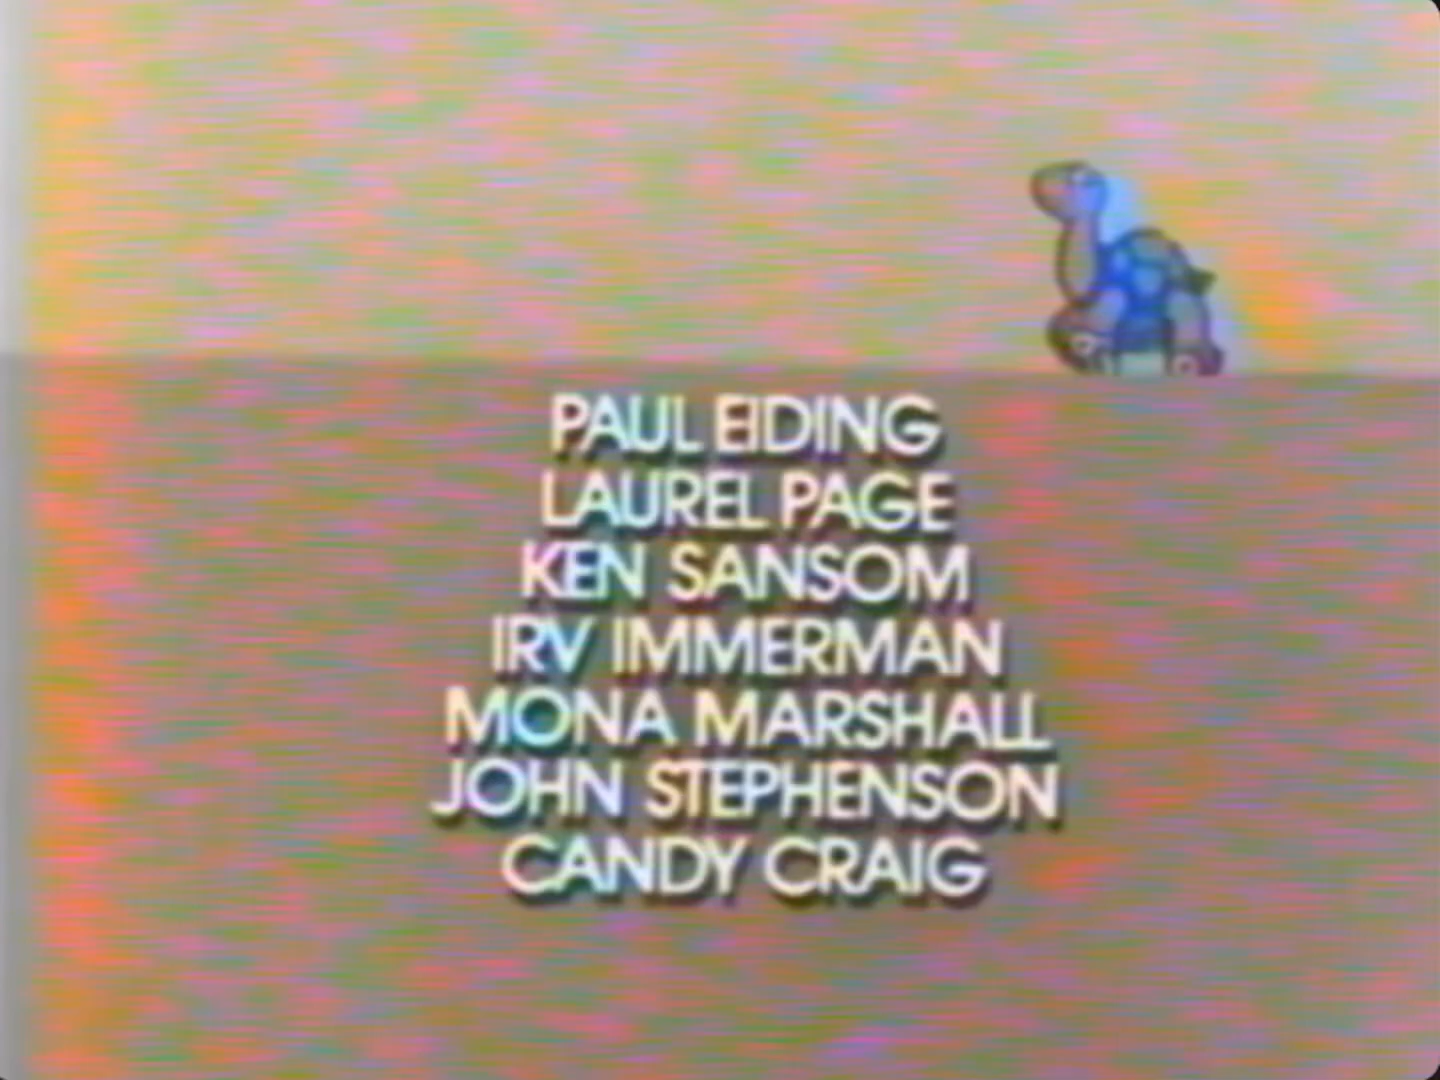 PAUL EIDING
LAUREL PAGE
KEN SANSOM
IRV IMMERMAN
MONA MARSHALL
JOHN STEPHENSON
CANDY CRAIG